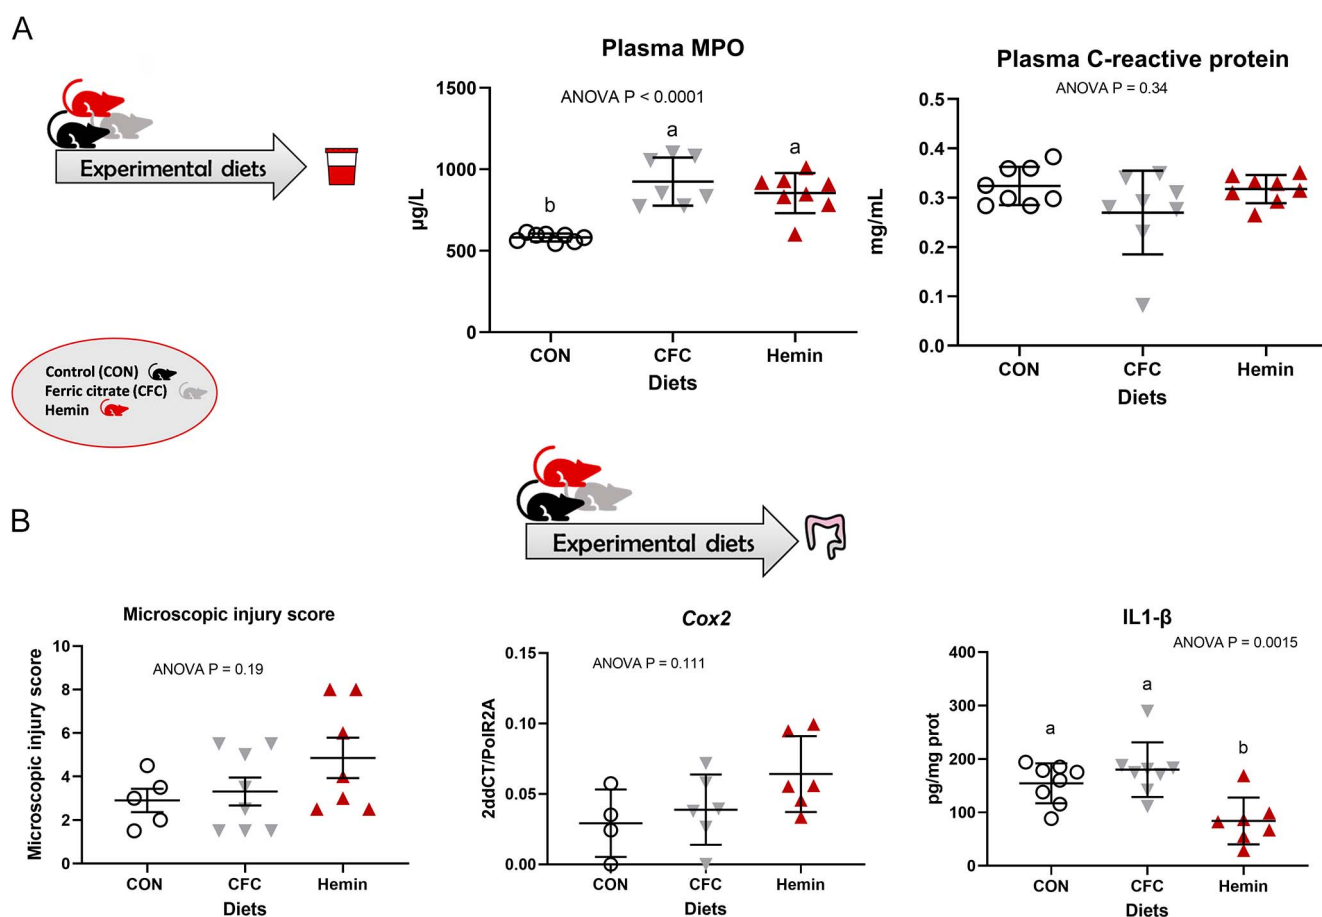 A
Experimental diets
Control (CON)
Ferric citrate (CFC)
Hemin
Plasma MPO
ANOVA P < 0.0001
1500
1000
500
0
µg/L
b
a
a
CON CFC Hemin
Diets
Plasma C-reactive protein
ANOVA P = 0.34
0.5
0.4
0.3
0.2
0.1
0.0
mg/mL
CON CFC Hemin
Diets
B
Experimental diets
Microscopic injury score
ANOVA P = 0.19
10
8
6
4
2
0
Microscopic injury score
CON CFC Hemin
Diets
Cox2
ANOVA P = 0.111
0.15
0.10
0.05
0.00
2ddCT/PolR2A
CON CFC Hemin
Diets
IL1-β
ANOVA P = 0.0015
400
300
200
100
0
pg/mg prot
a
a
b
CON CFC Hemin
Diets